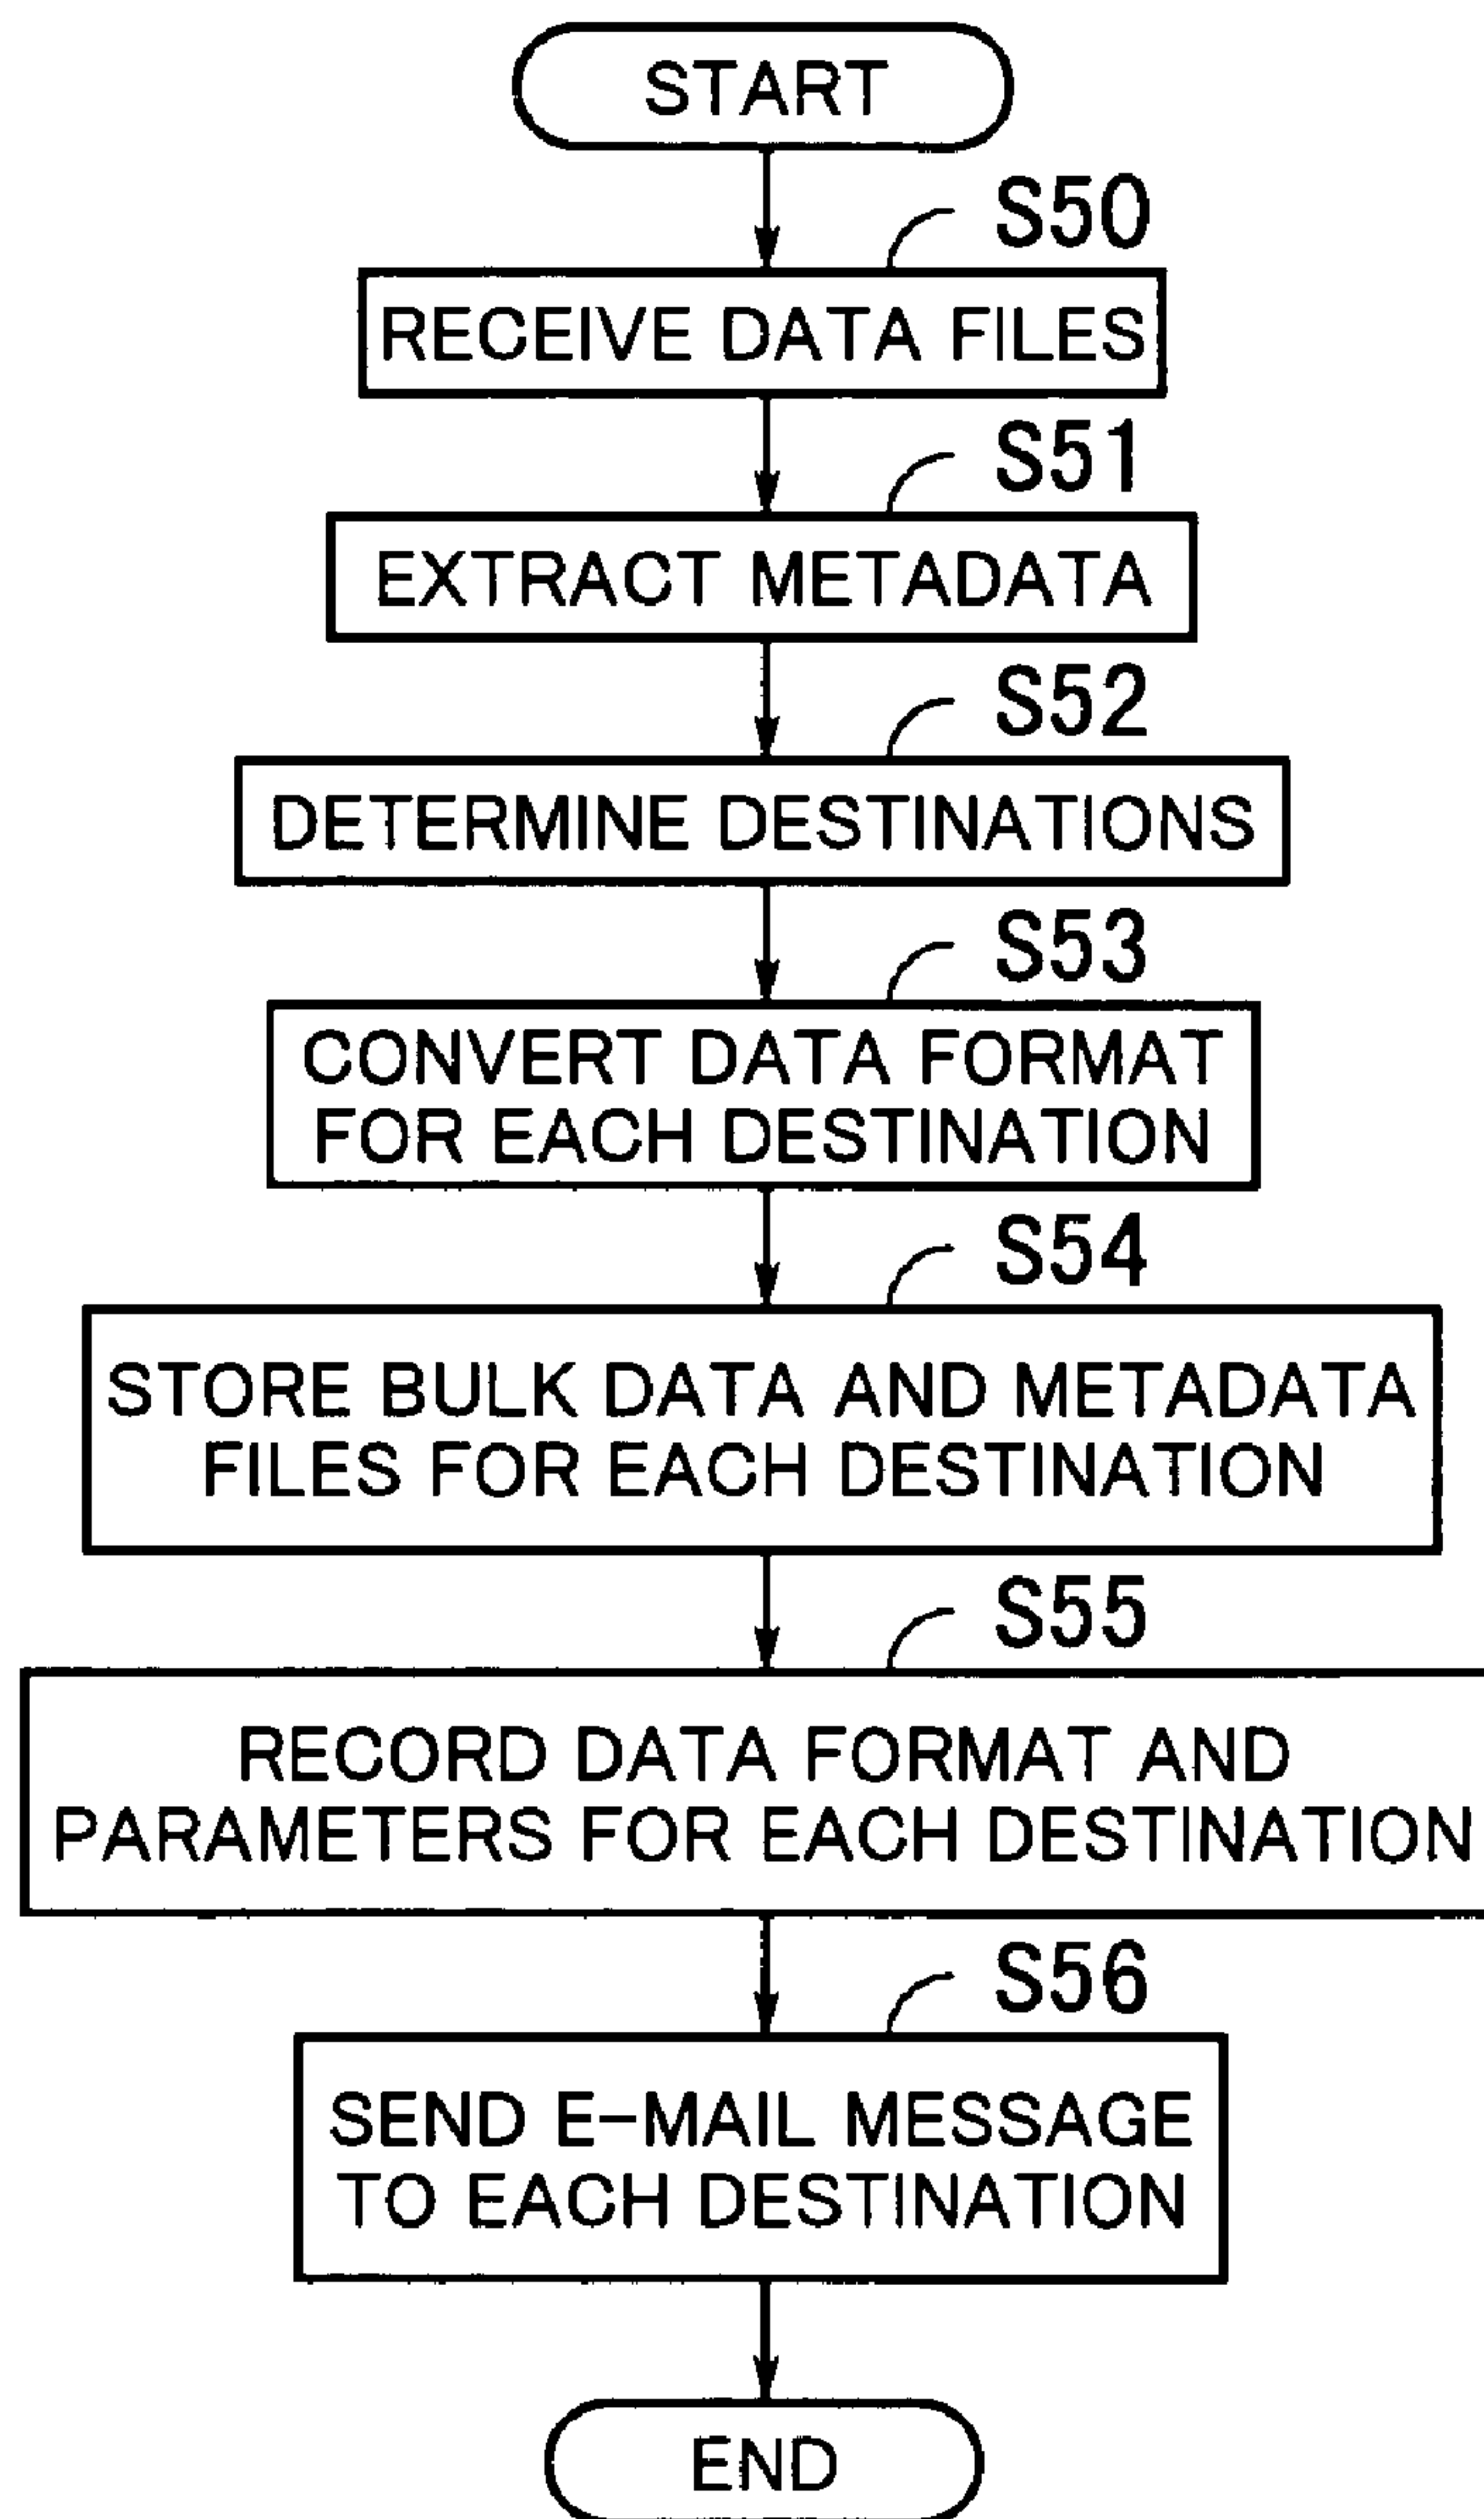 START
S50
RECEIVE DATA FILES
S51
EXTRACT METADATA
S52
DETERMINE DESTINATIONS
S53
CONVERT DATA FORMAT
FOR EACH DESTINATION
S54
STORE BULK DATA AND METADATA
FILES FOR EACH DESTINATION
S55
RECORD DATA FORMAT AND
PARAMETERS FOR EACH DESTINATION
S56
SEND E-MAIL MESSAGE
TO EACH DESTINATION
END